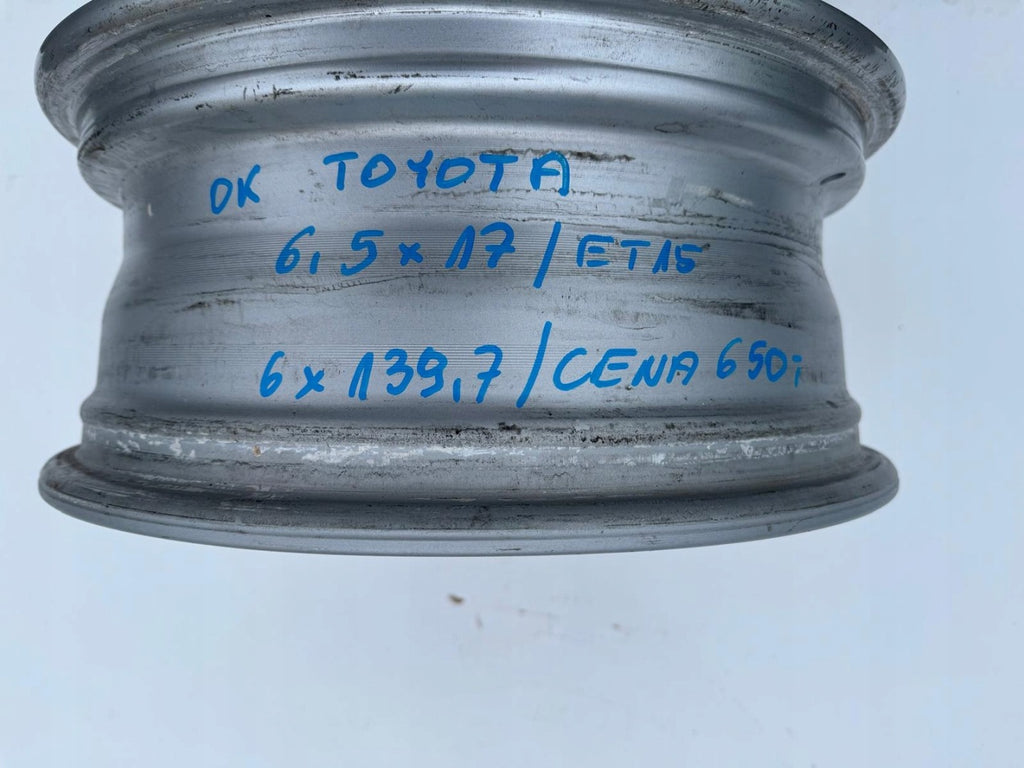 OK TOYOTA
6,5 x 17 / ET15
6 x 139,7 / CENA 650;